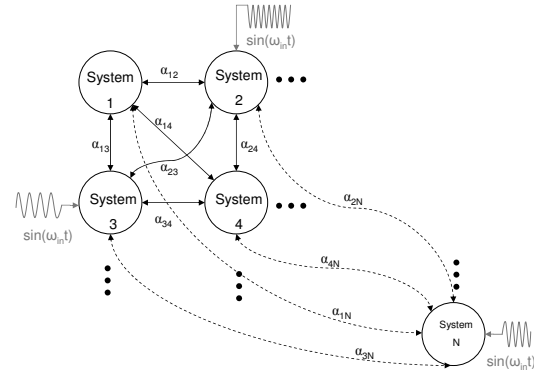 sin(ωᵢₙt)
System
1
α₁₂
System
2
α₁₃
α₁₄
α₂₃
α₂₄
System
3
α₃₄
System
4
sin(ωᵢₙt)
α₂N
α₄N
α₁N
α₃N
System
N
sin(ωᵢₙt)